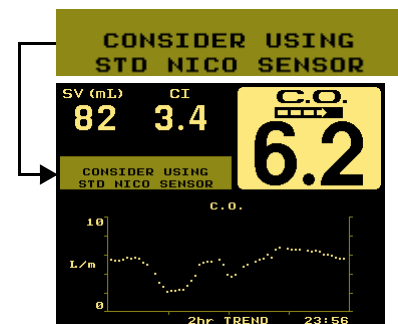 CONSIDER USING
STD NICO SENSOR
SV (mL) CI C.O.
82 3.4 6.2
CONSIDER USING
STD NICO SENSOR
C.O.
10
L/m
0
2hr TREND 23:56